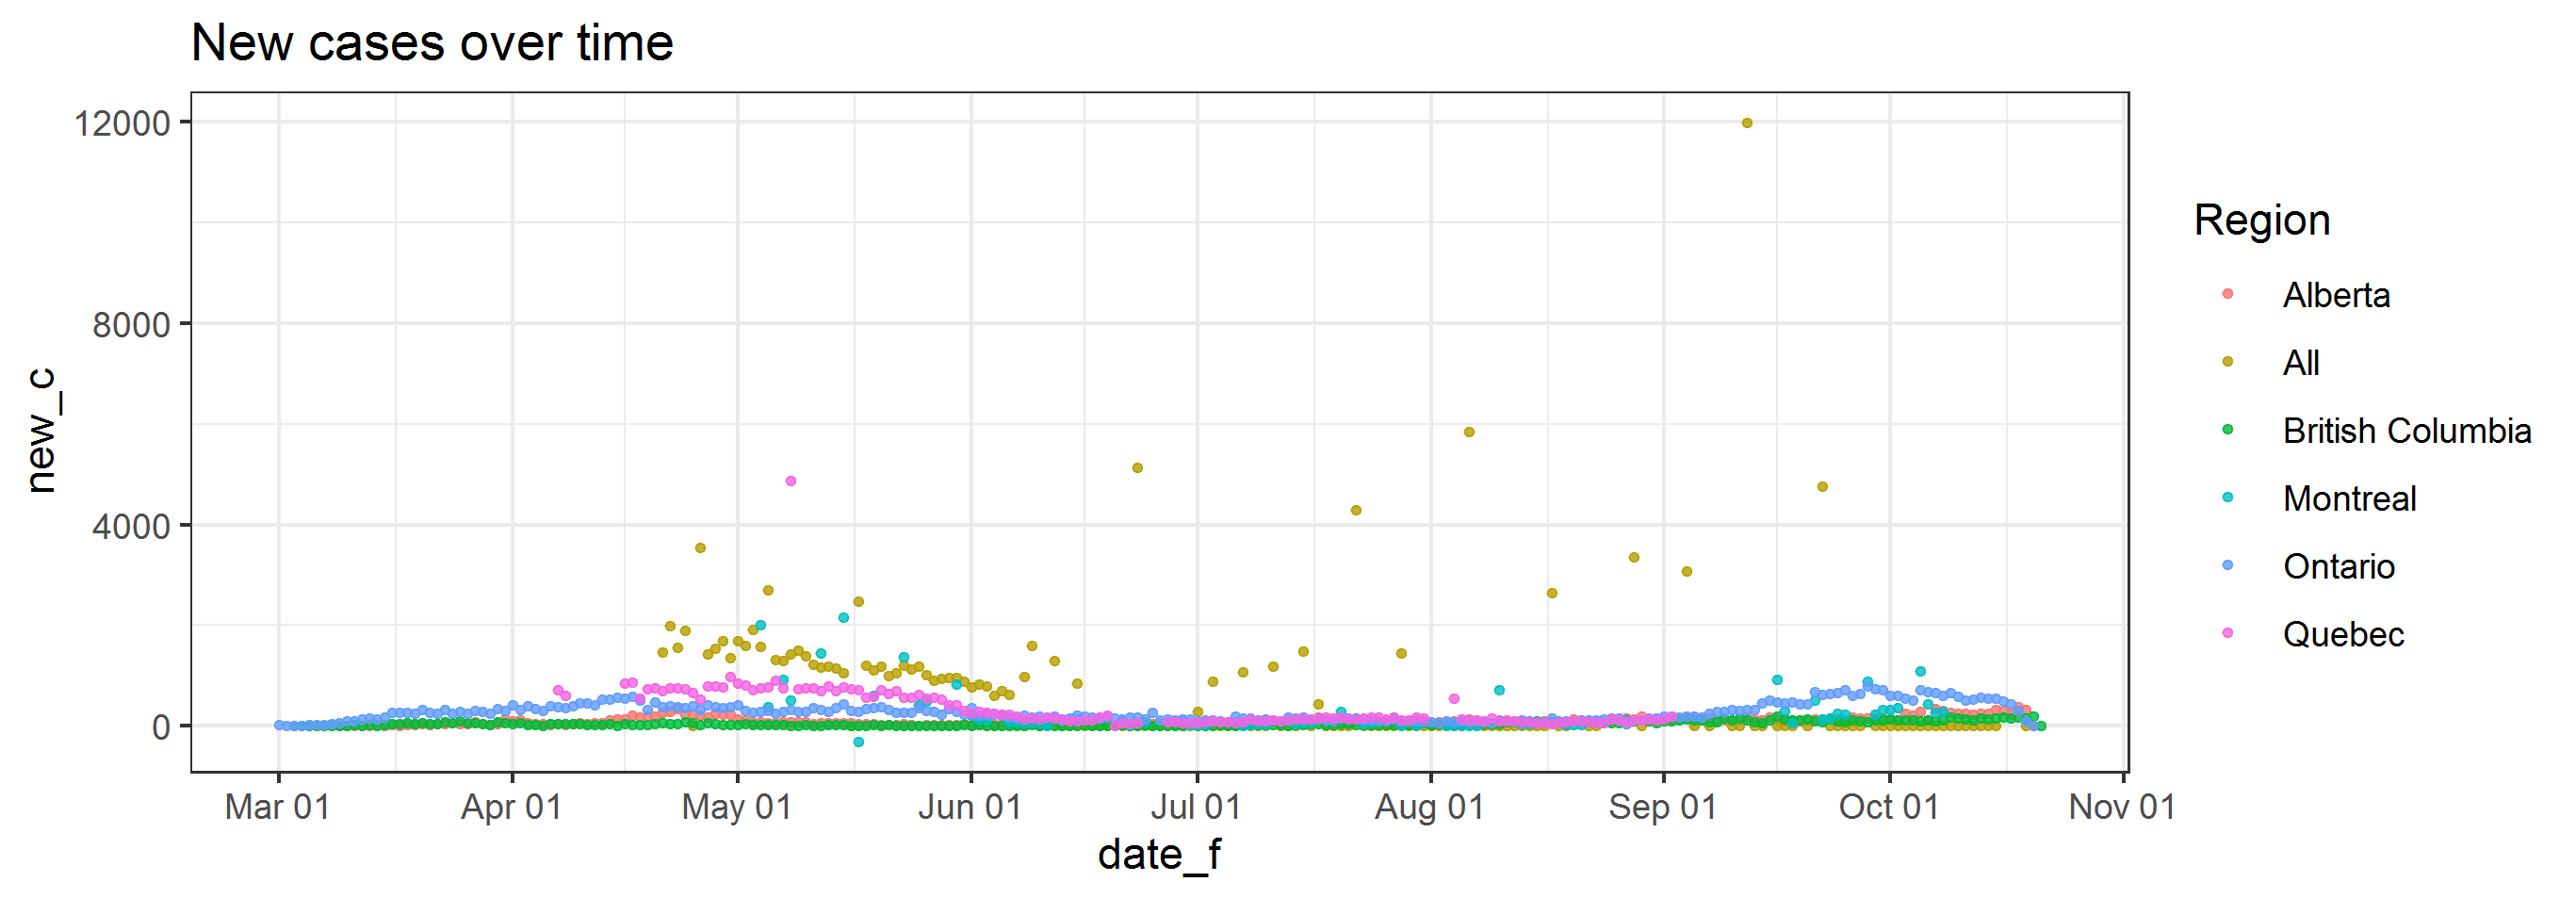 New cases over time
12000
8000
4000
0
new_c
Mar 01 Apr 01 May 01 Jun 01 Jul 01 Aug 01 Sep 01 Oct 01 Nov 01
date_f
Region
Alberta
All
British Columbia
Montreal
Ontario
Quebec